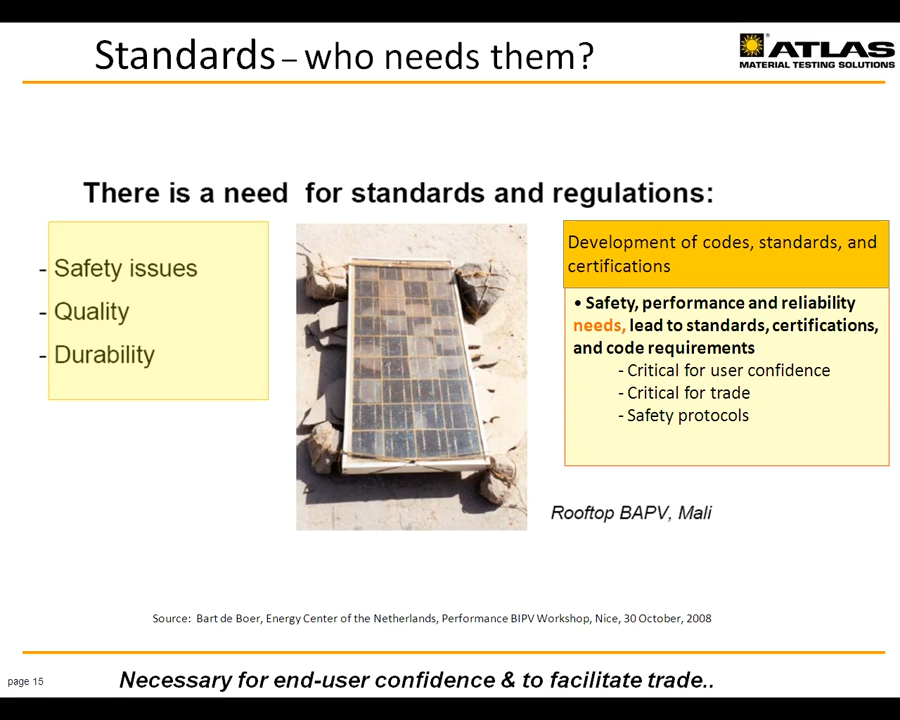 Standards – who needs them?
ATLAS
MATERIAL TESTING SOLUTIONS
There is a need for standards and regulations:
- Safety issues
- Quality
- Durability
Development of codes, standards, and
certifications
• Safety, performance and reliability
needs, lead to standards, certifications,
and code requirements
- Critical for user confidence
- Critical for trade
- Safety protocols
Rooftop BAPV, Mali
Source: Bart de Boer, Energy Center of the Netherlands, Performance BIPV Workshop, Nice, 30 October, 2008
page 15
Necessary for end-user confidence & to facilitate trade..